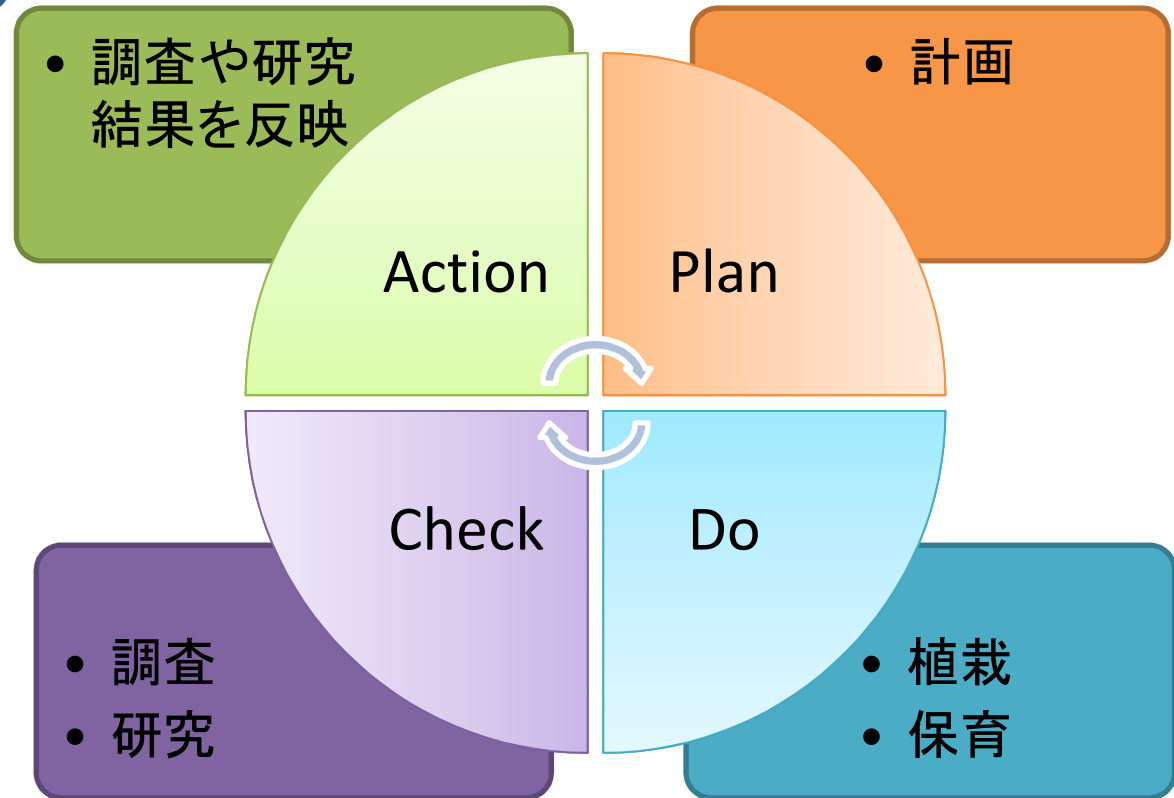 • 調査や研究
結果を反映
• 計画
Action
Plan
Check
Do
• 調査
• 研究
• 植栽
• 保育